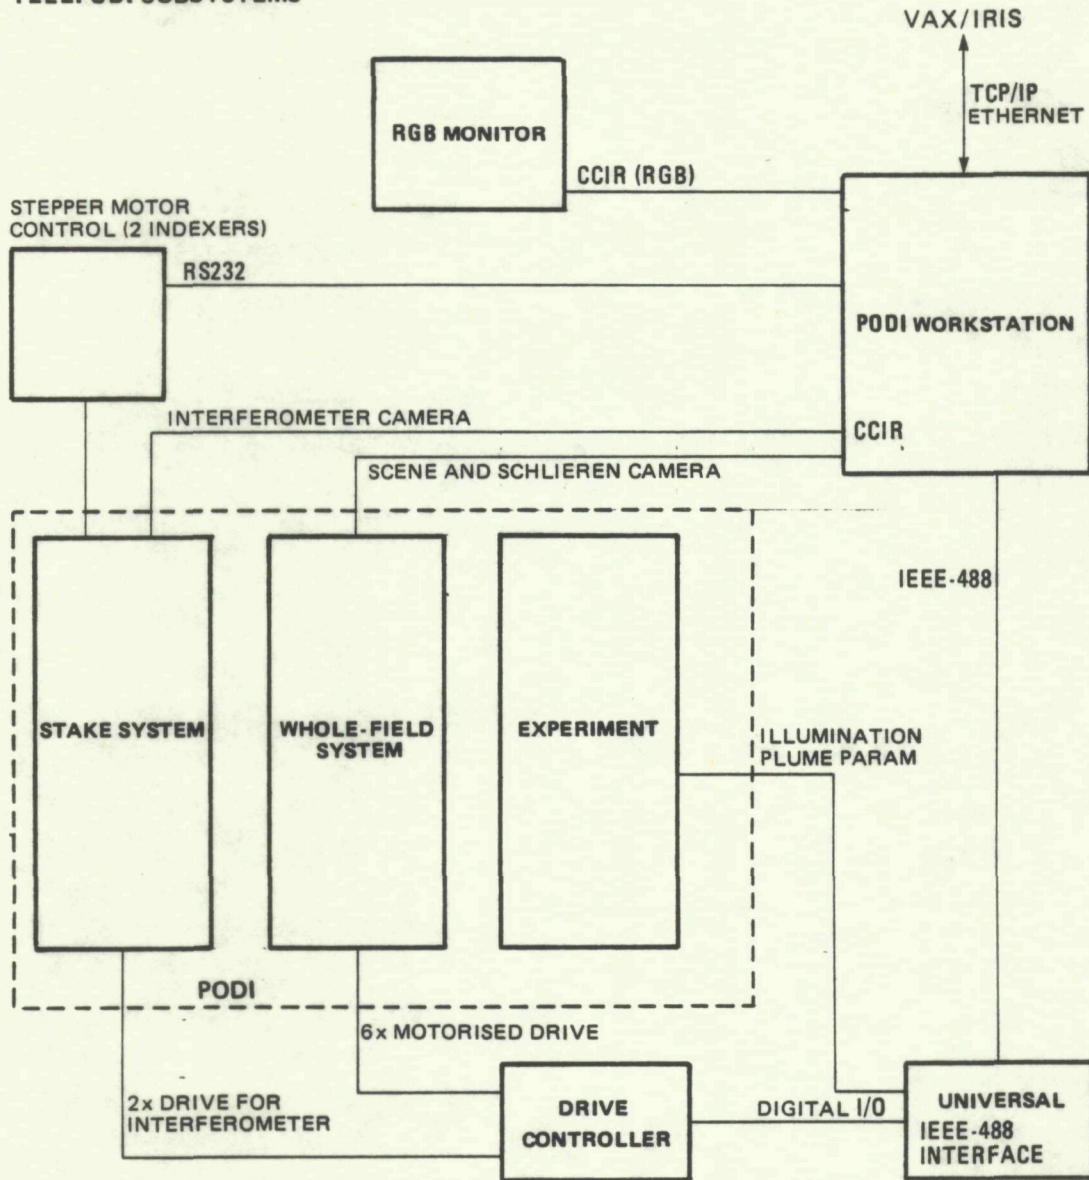 VAX/IRIS
TCP/IP
ETHERNET
RGB MONITOR
CCIR (RGB)
STEPPER MOTOR
CONTROL (2 INDEXERS)
RS232
PODI WORKSTATION
INTERFEROMETER CAMERA
CCIR
SCENE AND SCHLIEREN CAMERA
IEEE-488
STAKE SYSTEM
WHOLE-FIELD
SYSTEM
EXPERIMENT
ILLUMINATION
PLUME PARAM
PODI
6x MOTORISED DRIVE
2x DRIVE FOR
INTERFEROMETER
DRIVE
CONTROLLER
DIGITAL I/O
UNIVERSAL
IEEE-488
INTERFACE